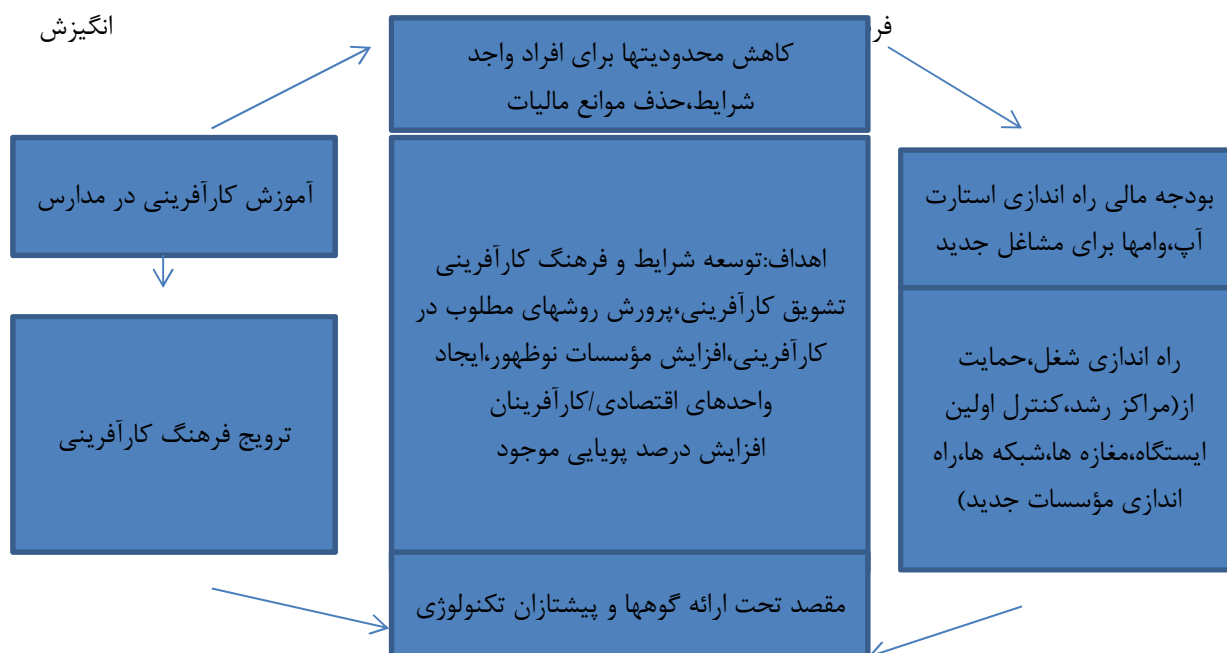 انگیزش
فر
کاهش محدودیتها برای افراد واجد
شرایط،حذف موانع مالیات
آموزش کارآفرینی در مدارس
ترویج فرهنگ کارآفرینی
اهداف:توسعه شرایط و فرهنگ کارآفرینی
تشویق کارآفرینی،پرورش روشهای مطلوب در
کارآفرینی،افزایش مؤسسات نوظهور،ایجاد
واحدهای اقتصادی/کارآفرینان
افزایش درصد پویایی موجود
بودجه مالی راه اندازی استارت
آپ،وامها برای مشاغل جدید
راه اندازی شغل،حمایت
از(مراکز رشد،کنترل اولین
ایستگاه،مغازه ها،شبکه ها،راه
اندازی مؤسسات جدید)
مقصد تحت ارائه گوهها و پیشتازان تکنولوژی